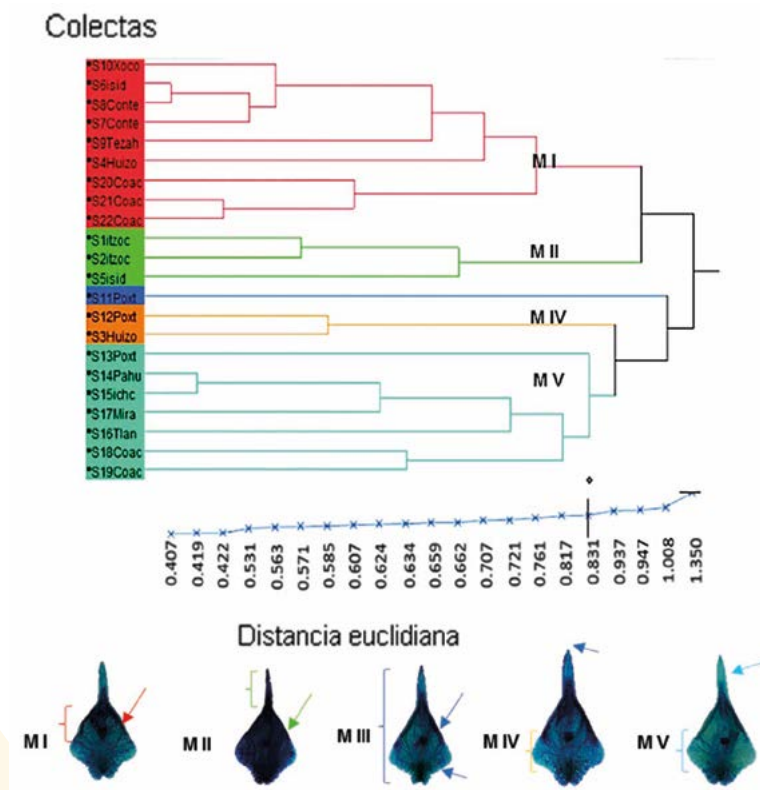 Colectas
•S10Xoco
•S6isid
•S8Conte
•S7Conte
•S9Tezah
•S4Huizo
•S20Coac
•S21Coac
•S22Coac
•S1itzoc
•S2itzoc
•S5isid
•S11Poxt
•S12Poxt
•S3Huizo
•S13Poxt
•S14Pahu
•S15ichc
•S17Mira
•S16Tlan
•S18Coac
•S19Coac
M I
M II
M IV
M V
0.407
0.419
0.422
0.531
0.563
0.571
0.585
0.607
0.624
0.634
0.659
0.662
0.707
0.721
0.761
0.817
0.831
0.937
0.947
1.008
1.350
Distancia euclidiana
M I
M II
M III
M IV
M V